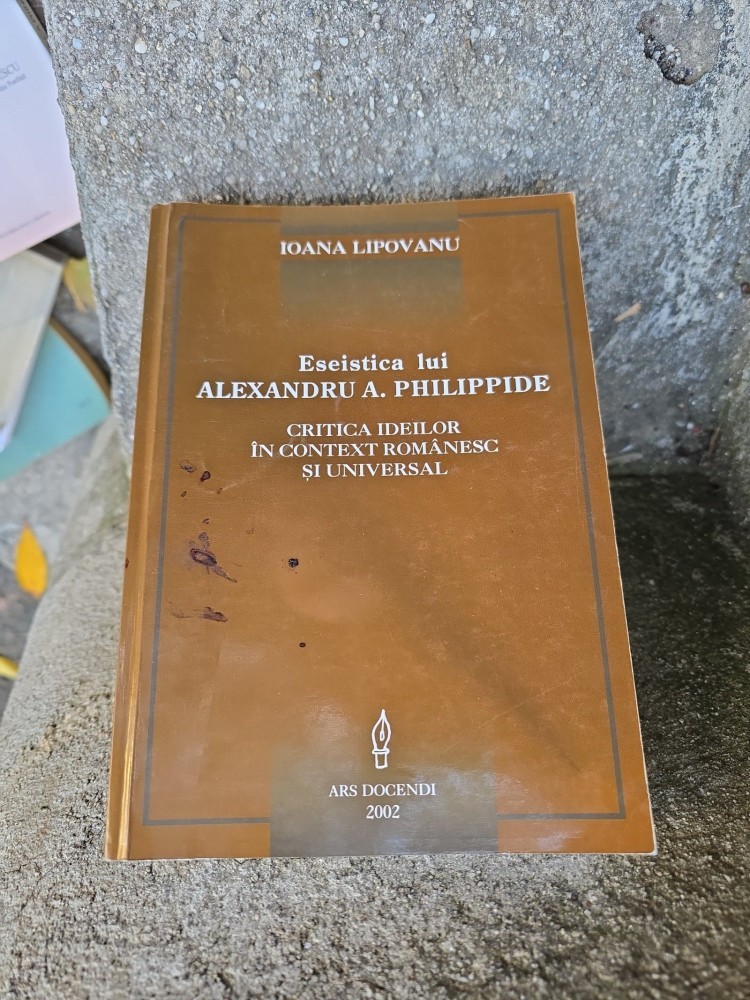 IOANA LIPOVANU
Eseistica lui
ALEXANDRU A. PHILIPPIDE
CRITICA IDEILOR
ÎN CONTEXT ROMÂNESC
ȘI UNIVERSAL
ARS DOCENDI
2002